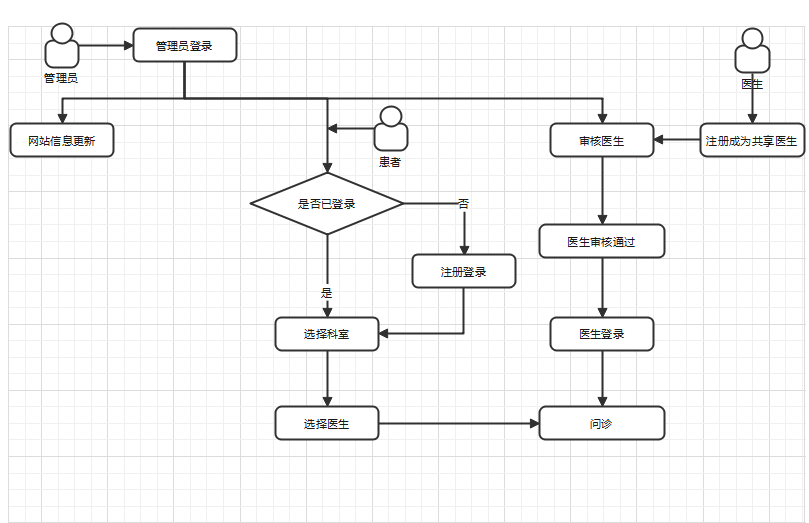 管理员登录
管理员
医生
网站信息更新
审核医生
注册成为共享医生
患者
是否已登录
否
医生审核通过
注册登录
是
选择科室
医生登录
选择医生
问诊